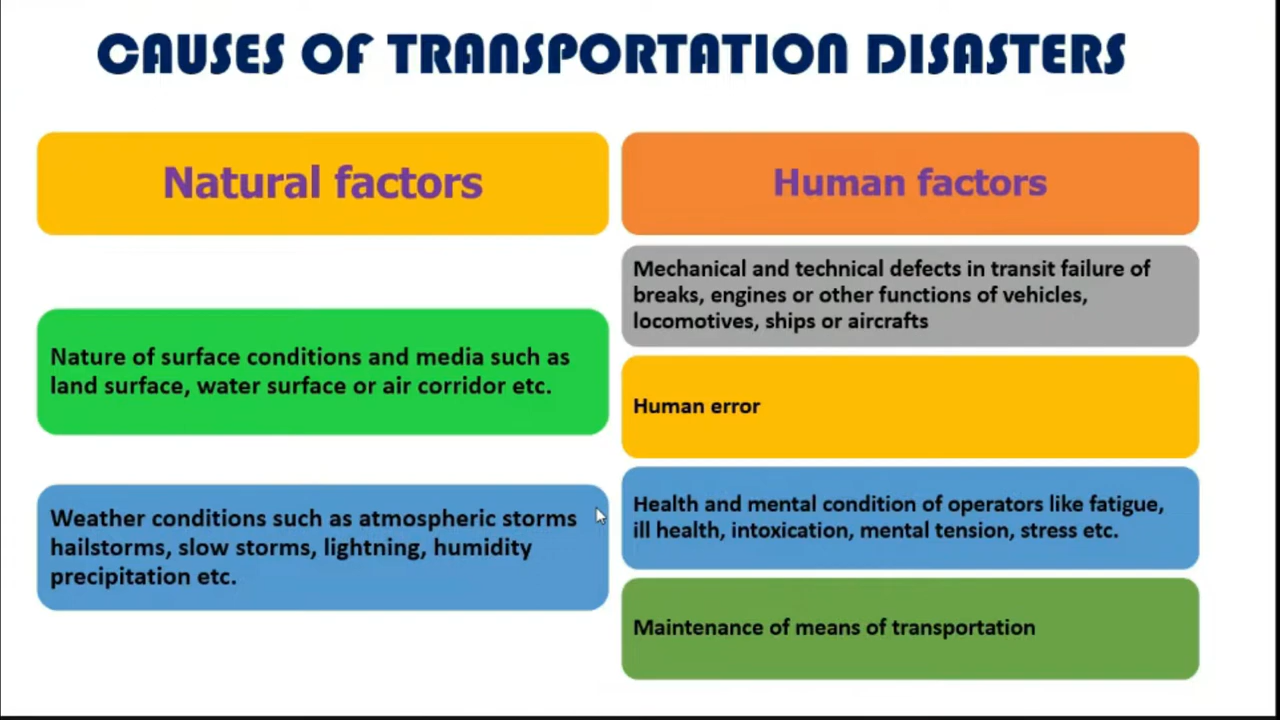 CAUSES OF TRANSPORTATION DISASTERS
Natural factors
Nature of surface conditions and media such as
land surface, water surface or air corridor etc.
Weather conditions such as atmospheric storms
hailstorms, slow storms, lightning, humidity
precipitation etc.
Human factors
Mechanical and technical defects in transit failure of
breaks, engines or other functions of vehicles,
locomotives, ships or aircrafts
Human error
Health and mental condition of operators like fatigue,
ill health, intoxication, mental tension, stress etc.
Maintenance of means of transportation